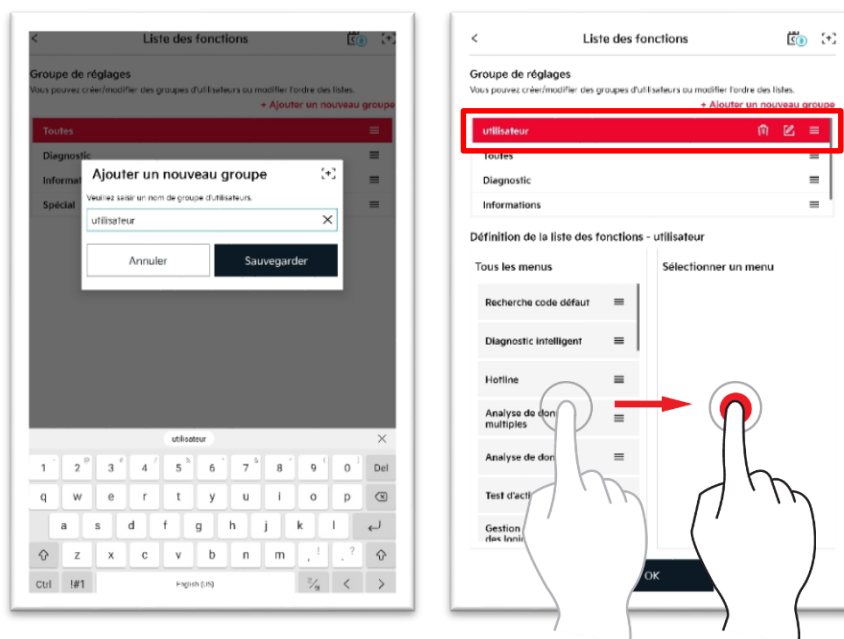 Liste des fonctions
Groupe de réglages
Vous pouvez créer/modifier des groupes d'utilisateurs ou modifier l'ordre des listes.
+ Ajouter un nouveau groupe
Toutes
Diagnostic
Informat
Spécial
Ajouter un nouveau groupe
Veuillez saisir un nom de groupe d'utilisateurs.
utilisateur
Annuler
Sauvegarder
utilisateur
1 2 3 4 5 6 7 8 9 0 Del
q w e r t y u i o p
a s d f g h j k l
z x c v b n m , ! . ?
Ctrl !#1 English (US) < >
Liste des fonctions
Groupe de réglages
Vous pouvez créer/modifier des groupes d'utilisateurs ou modifier l'ordre des listes.
+ Ajouter un nouveau groupe
utilisateur
Toutes
Diagnostic
Informations
Définition de la liste des fonctions - utilisateur
Tous les menus
Sélectionner un menu
Recherche code défaut
Diagnostic intelligent
Hotline
Analyse de don
multiples
Analyse de don
Test d'acti
Gestion
des logic
OK